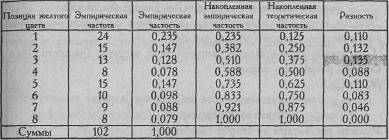 Позиция желтого цвета Эмпирическая частота Эмпирическая частость Накопленная эмпирическая частость Накопленная теоретическая частость Разность
1 24 0,235 0,235 0,125 0,110
2 15 0,147 0,382 0,250 0,132
3 13 0,128 0,510 0,375 0,135
4 8 0,078 0,588 0,500 0,088
5 15 0,147 0,735 0,625 0,110
6 10 0,098 0,833 0,750 0,083
7 9 0,088 0,921 0,875 0,046
8 8 0,079 1,000 1,000 0,000
Суммы 102 1,000